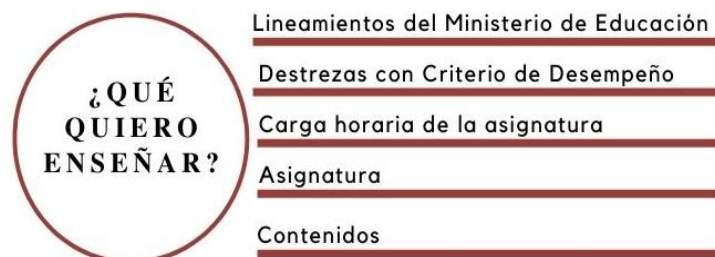 ¿QUÉ
QUIERO
ENSEÑAR?
Lineamientos del Ministerio de Educación
Destrezas con Criterio de Desempeño
Carga horaria de la asignatura
Asignatura
Contenidos